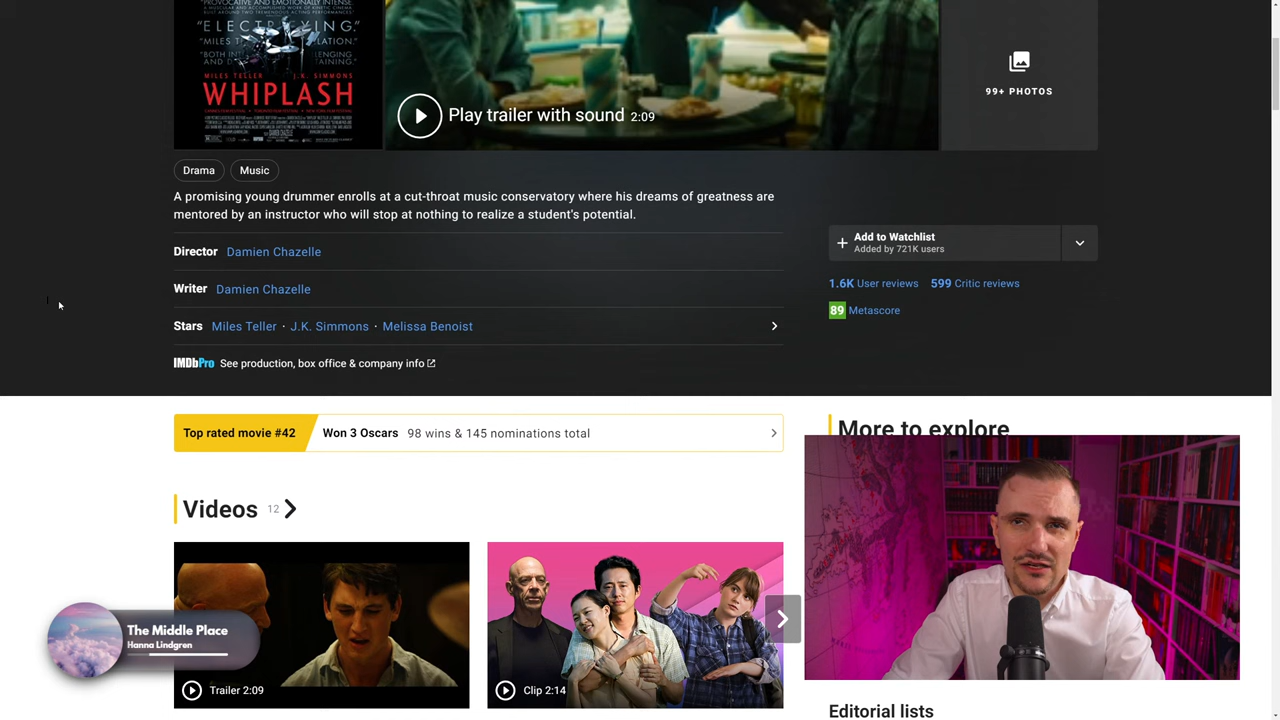 PROVOCATIVE AND EMOTIONALLY INTENSE.
"ELECTRIFYING."
MILES TELLER J.K. SIMMONS
WHIPLASH
Play trailer with sound 2:09
99+ PHOTOS
Drama
Music
A promising young drummer enrolls at a cut-throat music conservatory where his dreams of greatness are
mentored by an instructor who will stop at nothing to realize a student's potential.
Director Damien Chazelle
Writer Damien Chazelle
Stars Miles Teller · J.K. Simmons · Melissa Benoist
IMDbPro See production, box office & company info
Add to Watchlist
Added by 721K users
1.6K User reviews 599 Critic reviews
89 Metascore
Top rated movie #42 Won 3 Oscars 98 wins & 145 nominations total
More to explore
Videos 12
The Middle Place
Hanna Lindgren
Trailer 2:09
Clip 2:14
Editorial lists